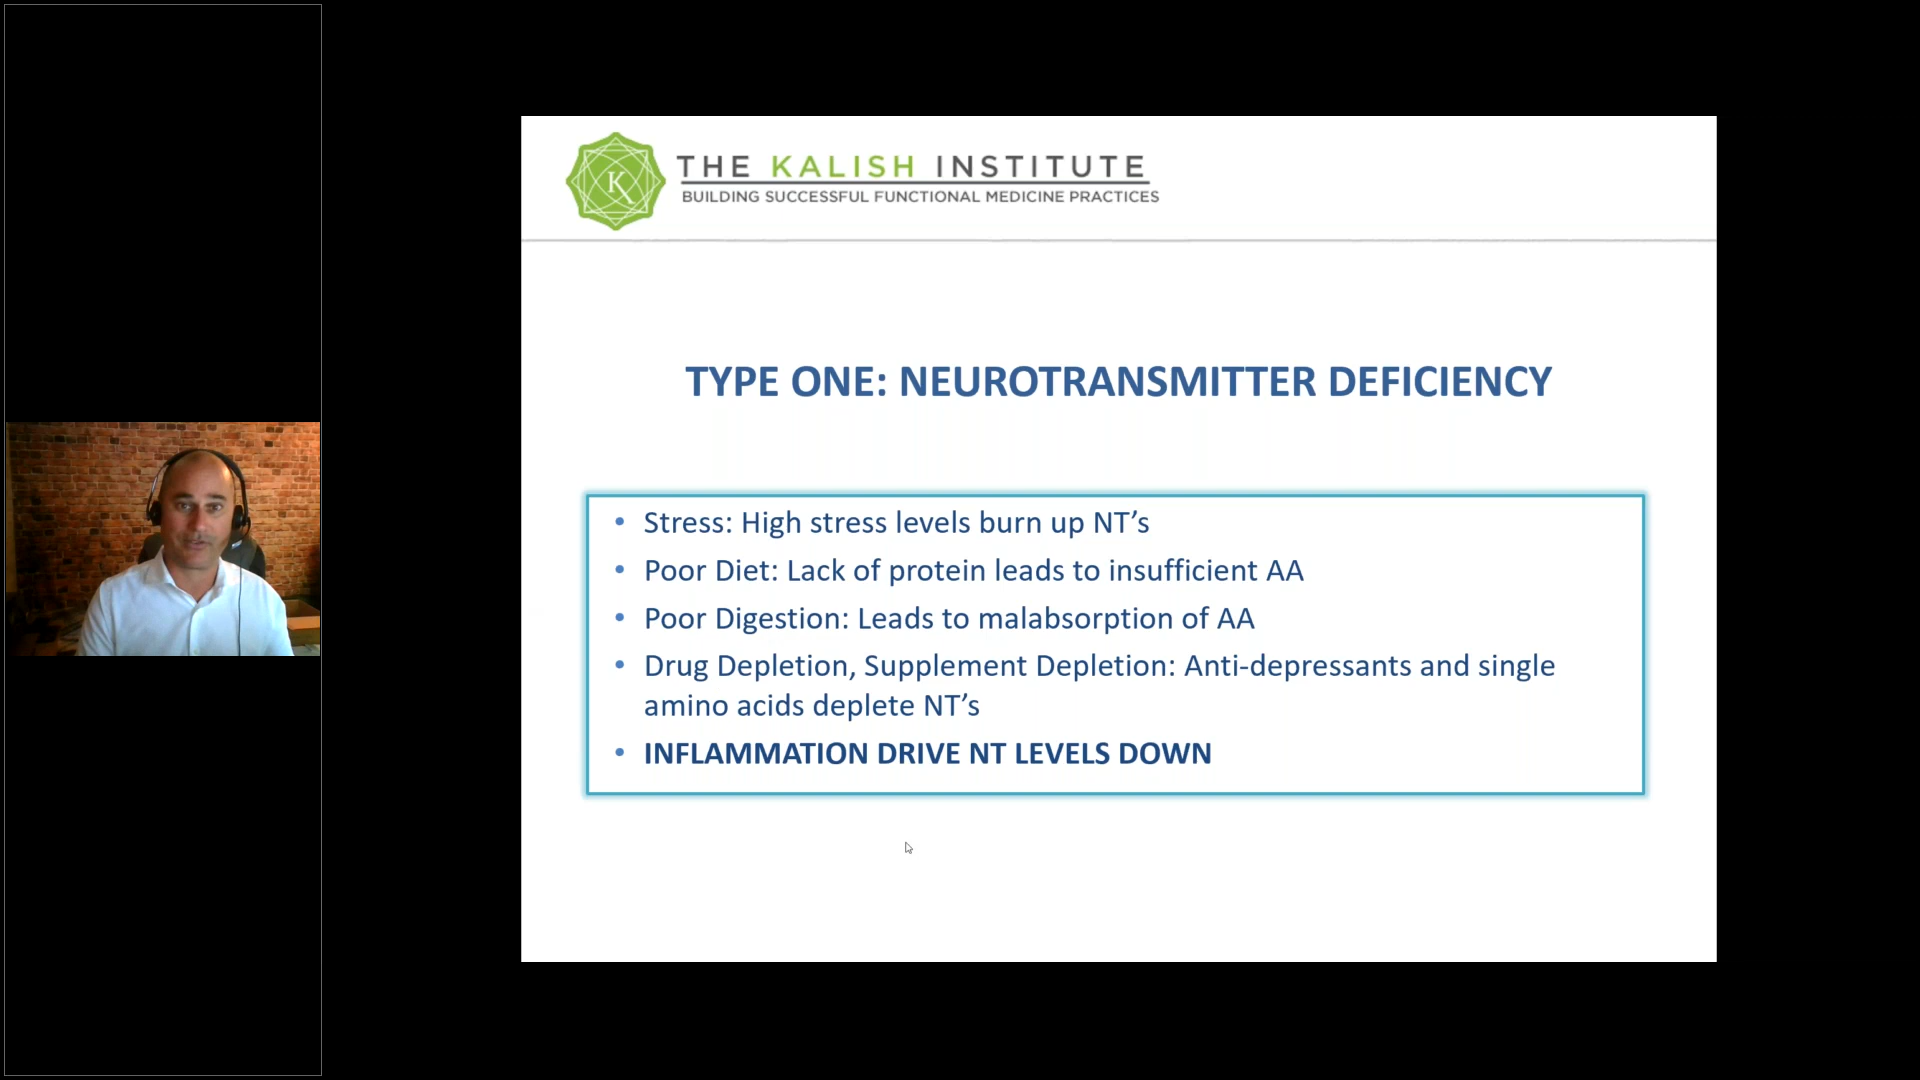 K
THE KALISH INSTITUTE
BUILDING SUCCESSFUL FUNCTIONAL MEDICINE PRACTICES
TYPE ONE: NEUROTRANSMITTER DEFICIENCY
• Stress: High stress levels burn up NT’s
• Poor Diet: Lack of protein leads to insufficient AA
• Poor Digestion: Leads to malabsorption of AA
• Drug Depletion, Supplement Depletion: Anti-depressants and single
amino acids deplete NT’s
• INFLAMMATION DRIVE NT LEVELS DOWN